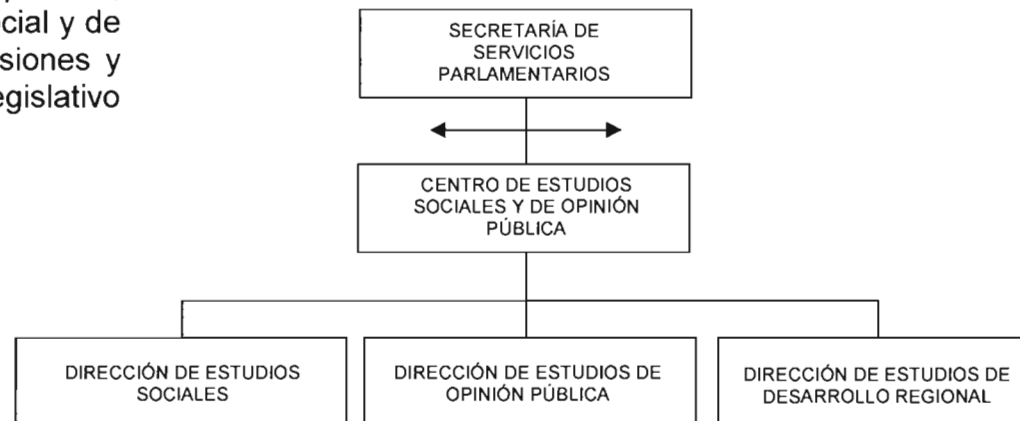 cial y de
siones y
egislativo
SECRETARÍA DE
SERVICIOS
PARLAMENTARIOS
CENTRO DE ESTUDIOS
SOCIALES Y DE OPINIÓN
PÚBLICA
DIRECCIÓN DE ESTUDIOS
SOCIALES
DIRECCIÓN DE ESTUDIOS DE
OPINIÓN PÚBLICA
DIRECCIÓN DE ESTUDIOS DE
DESARROLLO REGIONAL